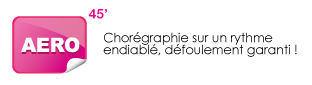 45’
AERO
Chorégraphie sur un rythme
endiablé, défoulement garanti !